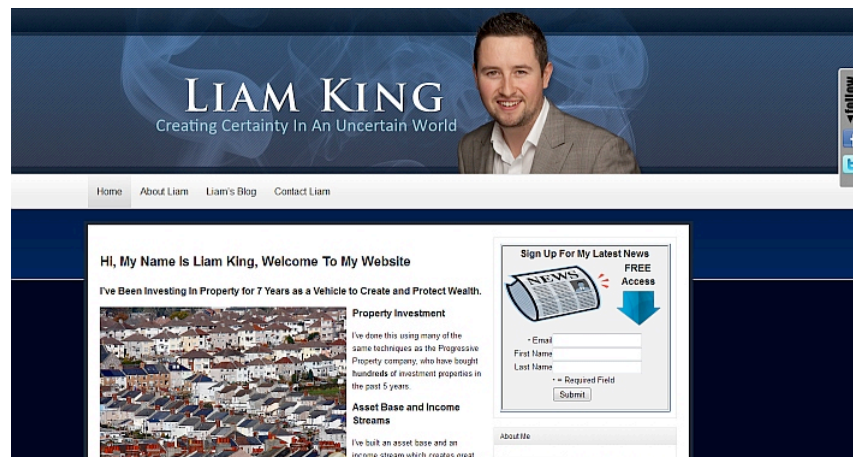 LIAM KING
Creating Certainty In An Uncertain World
follow
Home About Liam Liam's Blog Contact Liam
Hi, My Name Is Liam King, Welcome To My Website
I've Been Investing In Property for 7 Years as a Vehicle to Create and Protect Wealth.
Property Investment
I've done this using many of the
same techniques as the Progressive
Property company, who have bought
hundreds of investment properties in
the past 5 years.
Asset Base and Income
Streams
I've built an asset base and an
income stream which creates great
Sign Up For My Latest News
NEWS
FREE
Access
* Email
First Name
Last Name
* = Required Field
Submit
About Me